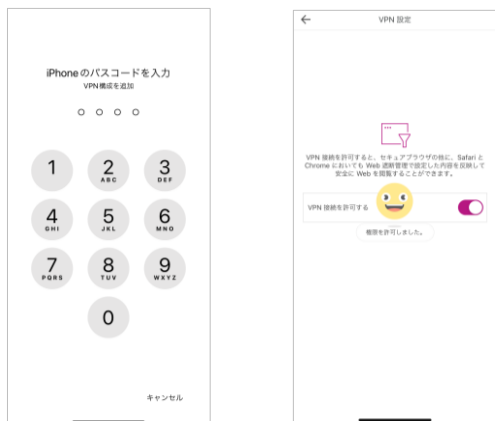 iPhoneのパスコードを入力
VPN構成を追加
1
2
ABC
3
DEF
4
GHI
5
JKL
6
MNO
7
PQRS
8
TUV
9
WXYZ
0
キャンセル
VPN 設定
VPN 接続を許可すると、セキュアブラウザの他に、Safari と
Chrome においても Web 遮断管理で設定した内容を反映して
安全に Web を閲覧することができます。
VPN 接続を許可する
権限を許可しました。